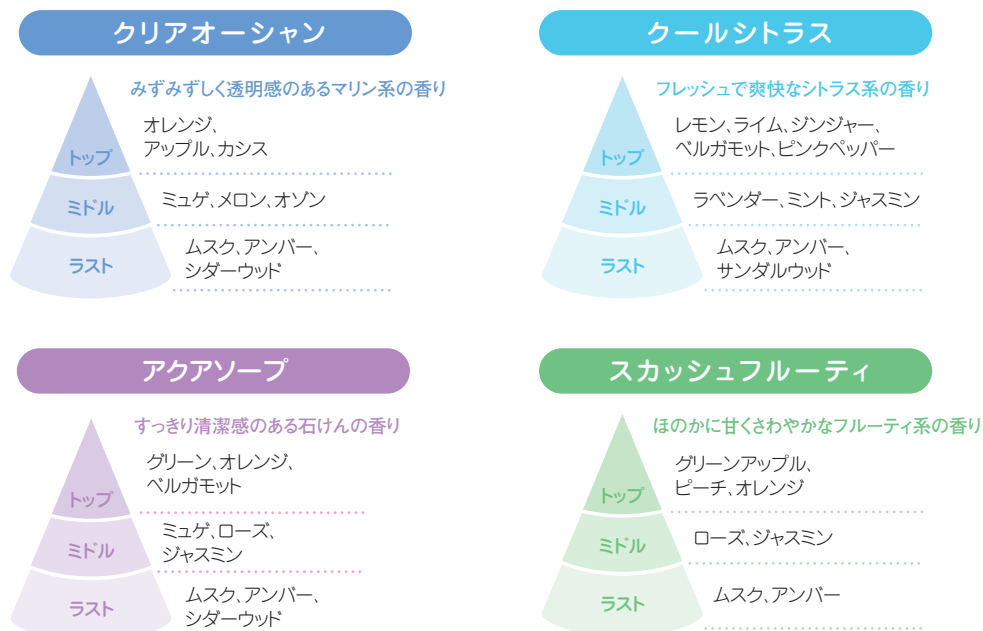 クリアオーシャン
みずみずしく透明感のあるマリン系の香り
トップ
オレンジ、
アップル、カシス
ミドル
ミュゲ、メロン、オゾン
ラスト
ムスク、アンバー、
シダーウッド
クールシトラス
フレッシュで爽快なシトラス系の香り
トップ
レモン、ライム、ジンジャー、
ベルガモット、ピンクペッパー
ミドル
ラベンダー、ミント、ジャスミン
ラスト
ムスク、アンバー、
サンダルウッド
アクアソープ
すっきり清潔感のある石けんの香り
トップ
グリーン、オレンジ、
ベルガモット
ミドル
ミュゲ、ローズ、
ジャスミン
ラスト
ムスク、アンバー、
シダーウッド
スカッシュフルーティ
ほのかに甘くさわやかなフルーティ系の香り
トップ
グリーンアップル、
ピーチ、オレンジ
ミドル
ローズ、ジャスミン
ラスト
ムスク、アンバー